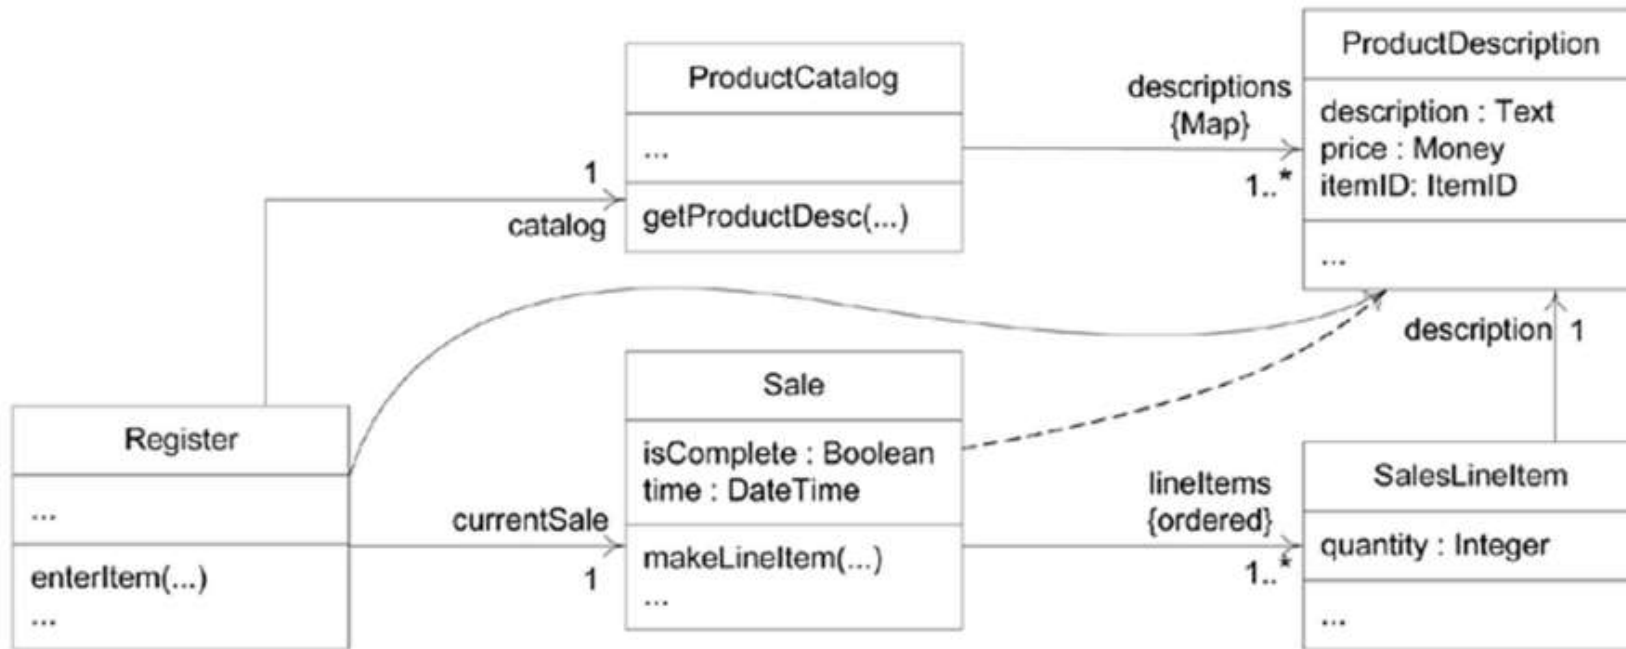 ProductCatalog
...
getProductDesc(...)
descriptions
{Map}
1..*
ProductDescription
description : Text
price : Money
itemID: ItemID
...
1
catalog
description 1
Register
...
enterItem(...)
...
currentSale
1
Sale
isComplete : Boolean
time : DateTime
makeLineItem(...)
...
lineItems
{ordered}
1..*
SalesLineItem
quantity : Integer
...